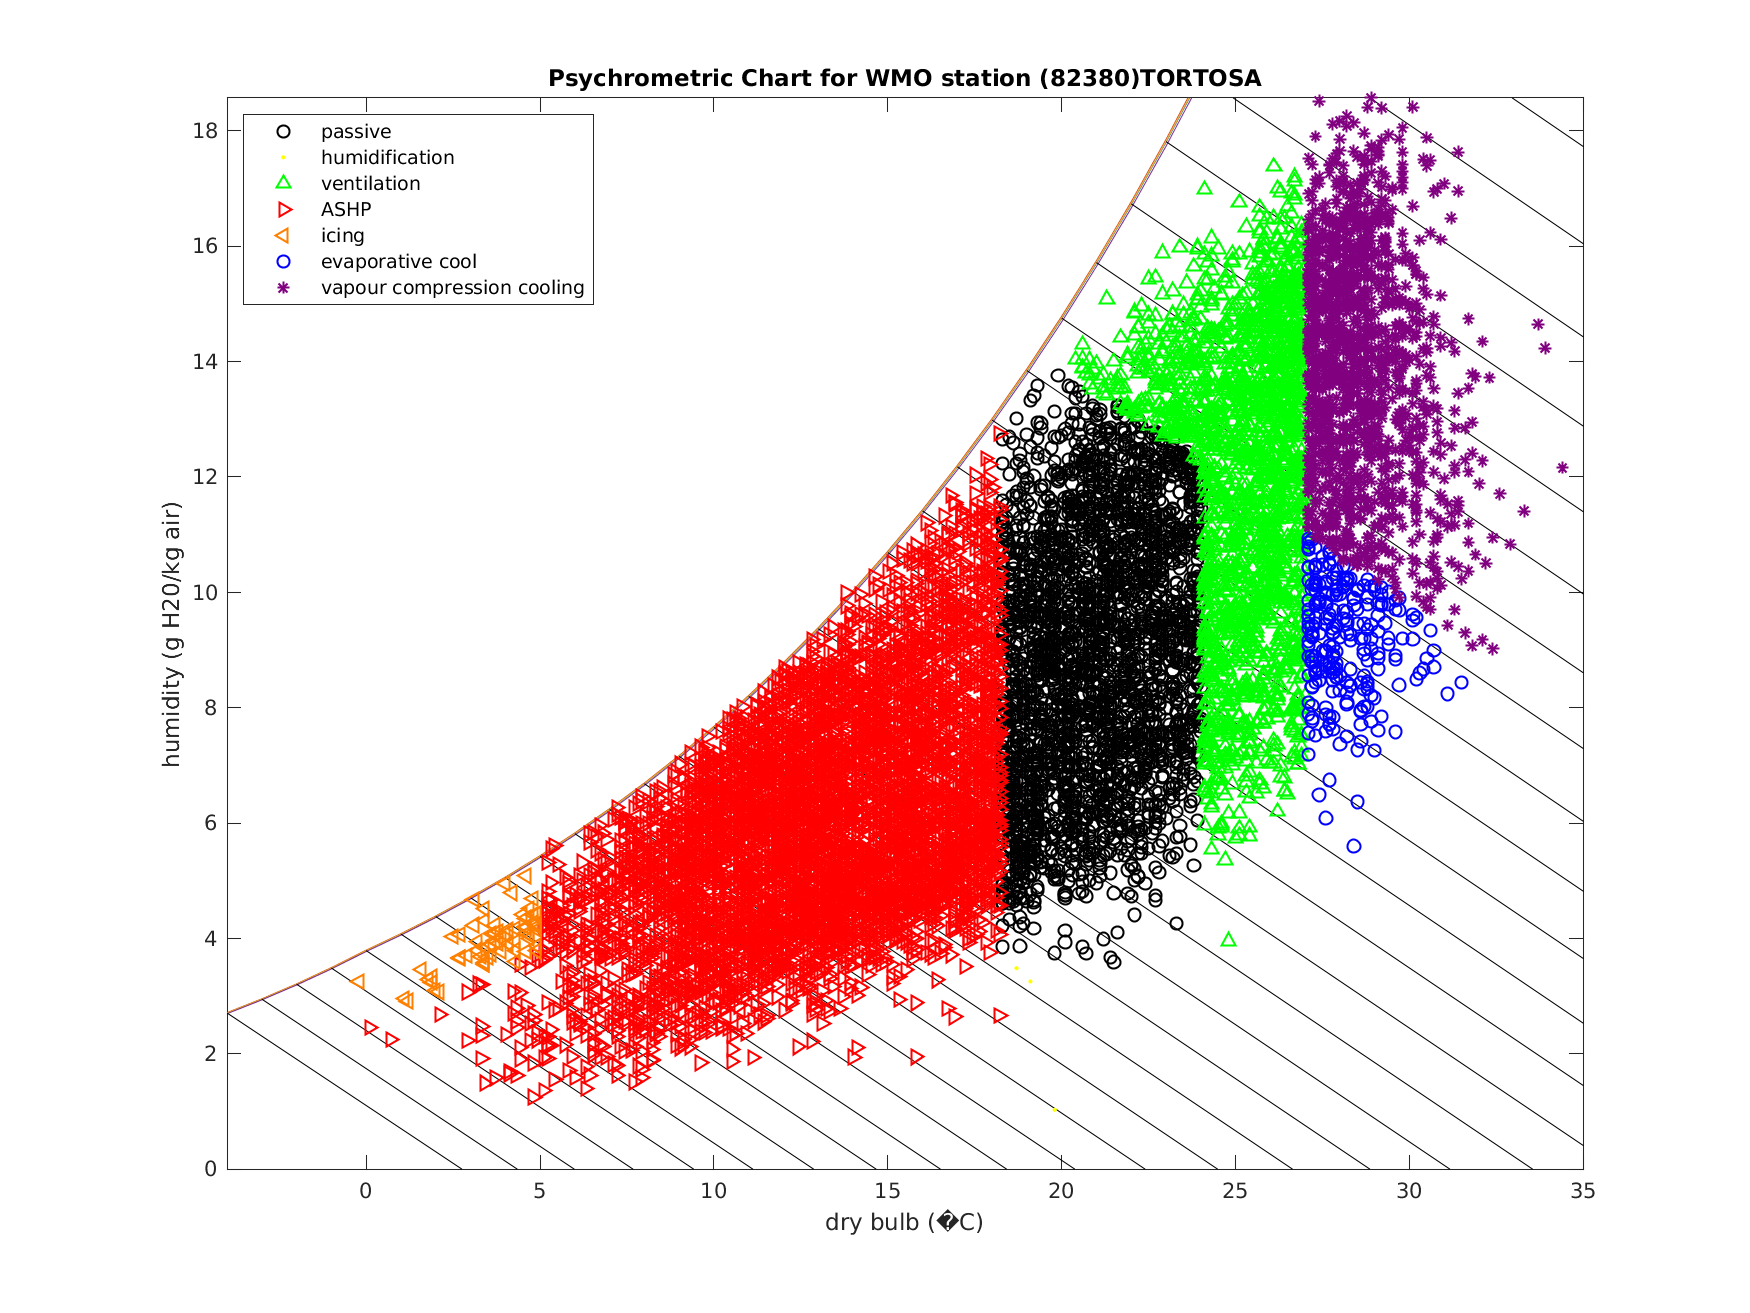 Psychrometric Chart for WMO station (82380)TORTOSA
passive
humidification
ventilation
ASHP
icing
evaporative cool
vapour compression cooling
humidity (g H20/kg air)
18
16
14
12
10
8
6
4
2
0
0 5 10 15 20 25 30 35
dry bulb (�C)